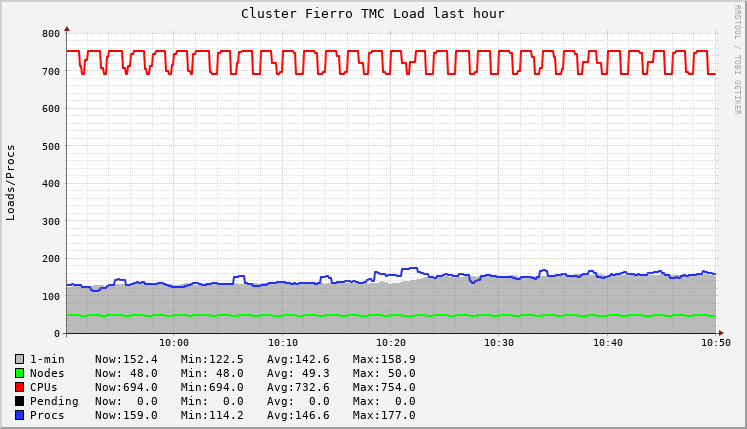 Cluster Fierro TMC Load last hour
RRDTOOL / TOBI OETIKER
Loads/Procs
800
700
600
500
400
300
200
100
0
10:00 10:10 10:20 10:30 10:40 10:50
1-min Now:152.4 Min:122.5 Avg:142.6 Max:158.9
Nodes Now: 48.0 Min: 48.0 Avg: 49.3 Max: 50.0
CPUs Now:694.0 Min:694.0 Avg:732.6 Max:754.0
Pending Now: 0.0 Min: 0.0 Avg: 0.0 Max: 0.0
Procs Now:159.0 Min:114.2 Avg:146.6 Max:177.0